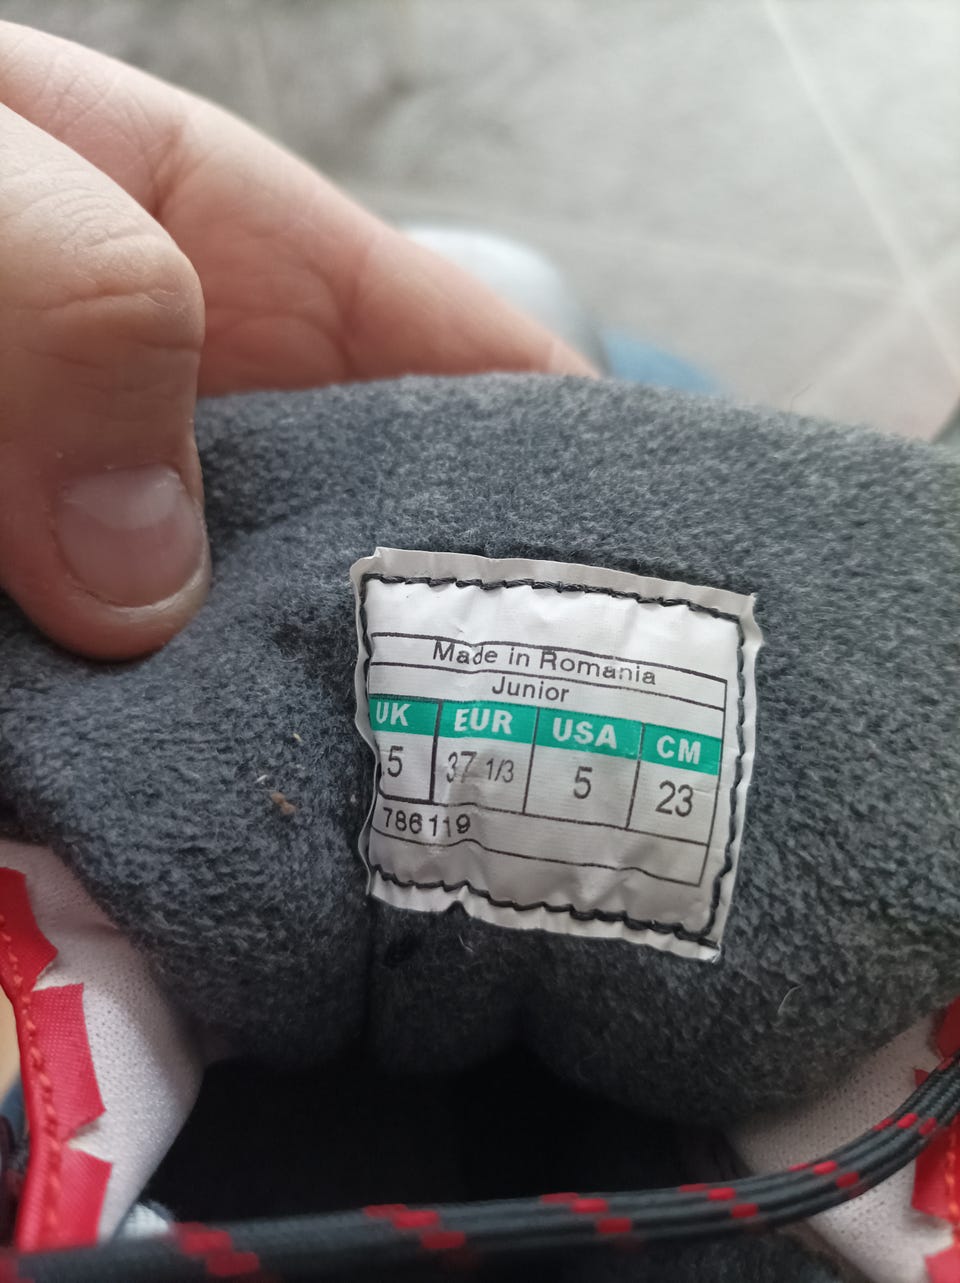 Made in Romania
Junior
UK EUR USA CM
5 37 1/3 5 23
786119